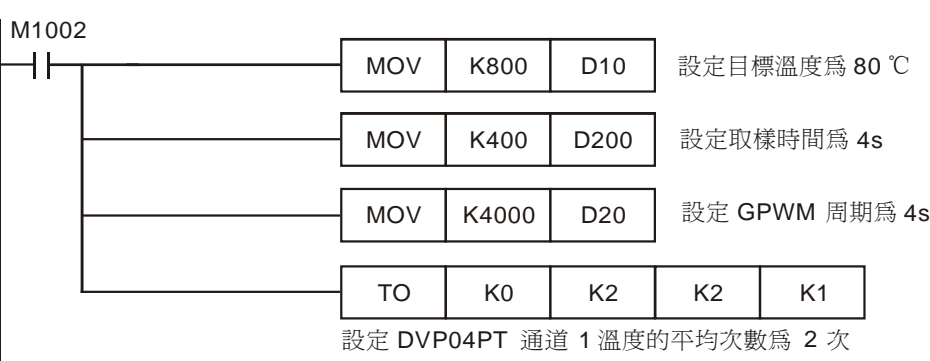 M1002
MOV K800 D10 設定目標溫度爲 80 ℃
MOV K400 D200 設定取樣時間爲 4s
MOV K4000 D20 設定 GPWM 周期爲 4s
TO K0 K2 K2 K1
設定 DVP04PT 通道 1 溫度的平均次數爲 2 次